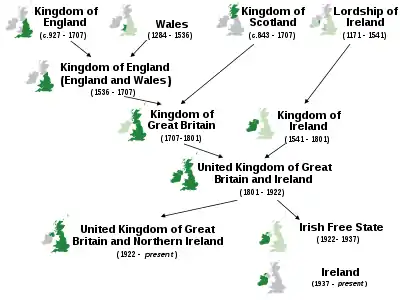 Kingdom of
England
(c.927 - 1707)
Wales
(1284 - 1536)
Kingdom of
Scotland
(c.843 - 1707)
Lordship of
Ireland
(1171 - 1541)
Kingdom of England
(England and Wales)
(1536 - 1707)
Kingdom of
Great Britain
(1707-1801)
Kingdom of
Ireland
(1541 - 1801)
United Kingdom of Great
Britain and Ireland
(1801 - 1922)
United Kingdom of Great
Britain and Northern Ireland
(1922 - present)
Irish Free State
(1922- 1937)
Ireland
(1937 - present)